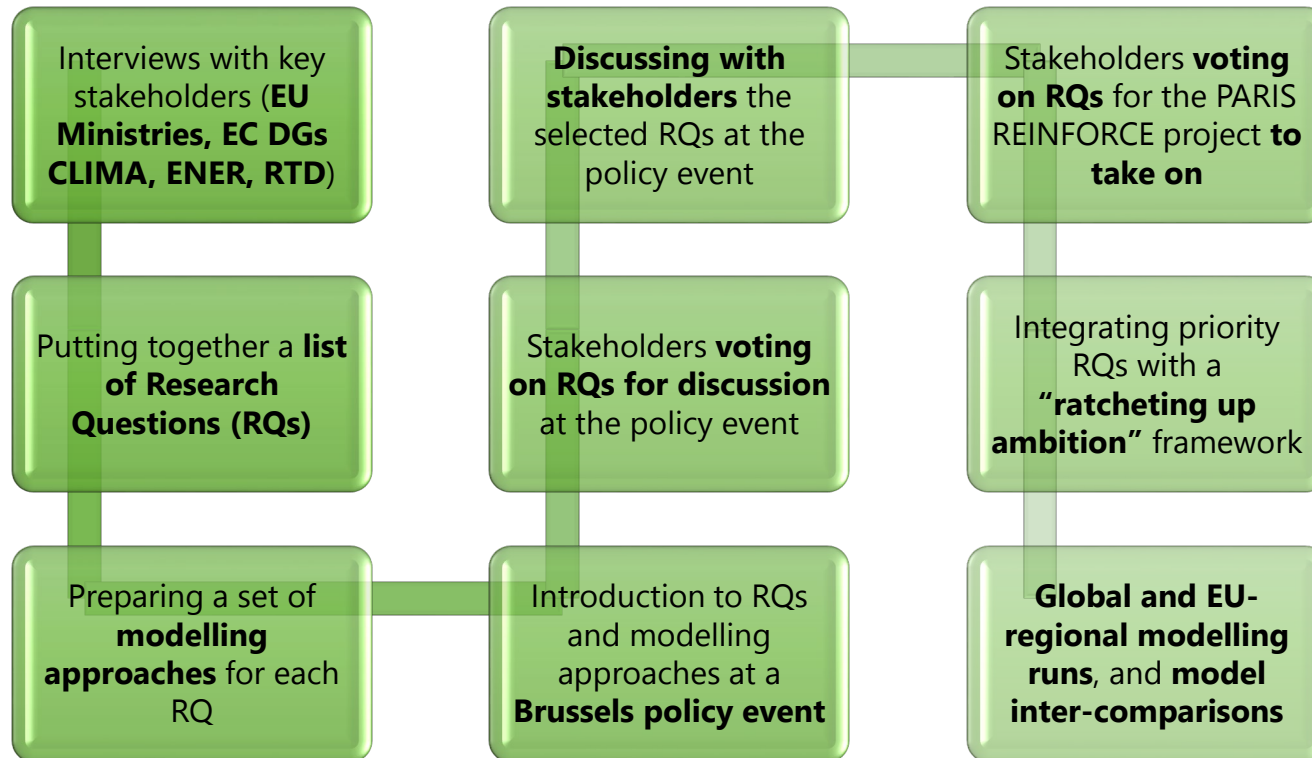 Interviews with key
stakeholders (EU
Ministries, EC DGs
CLIMA, ENER, RTD)
Putting together a list
of Research
Questions (RQs)
Preparing a set of
modelling
approaches for each
RQ
Introduction to RQs
and modelling
approaches at a
Brussels policy event
Stakeholders voting
on RQs for discussion
at the policy event
Discussing with
stakeholders the
selected RQs at the
policy event
Stakeholders voting
on RQs for the PARIS
REINFORCE project to
take on
Integrating priority
RQs with a
“ratcheting up
ambition” framework
Global and EU-
regional modelling
runs, and model
inter-comparisons